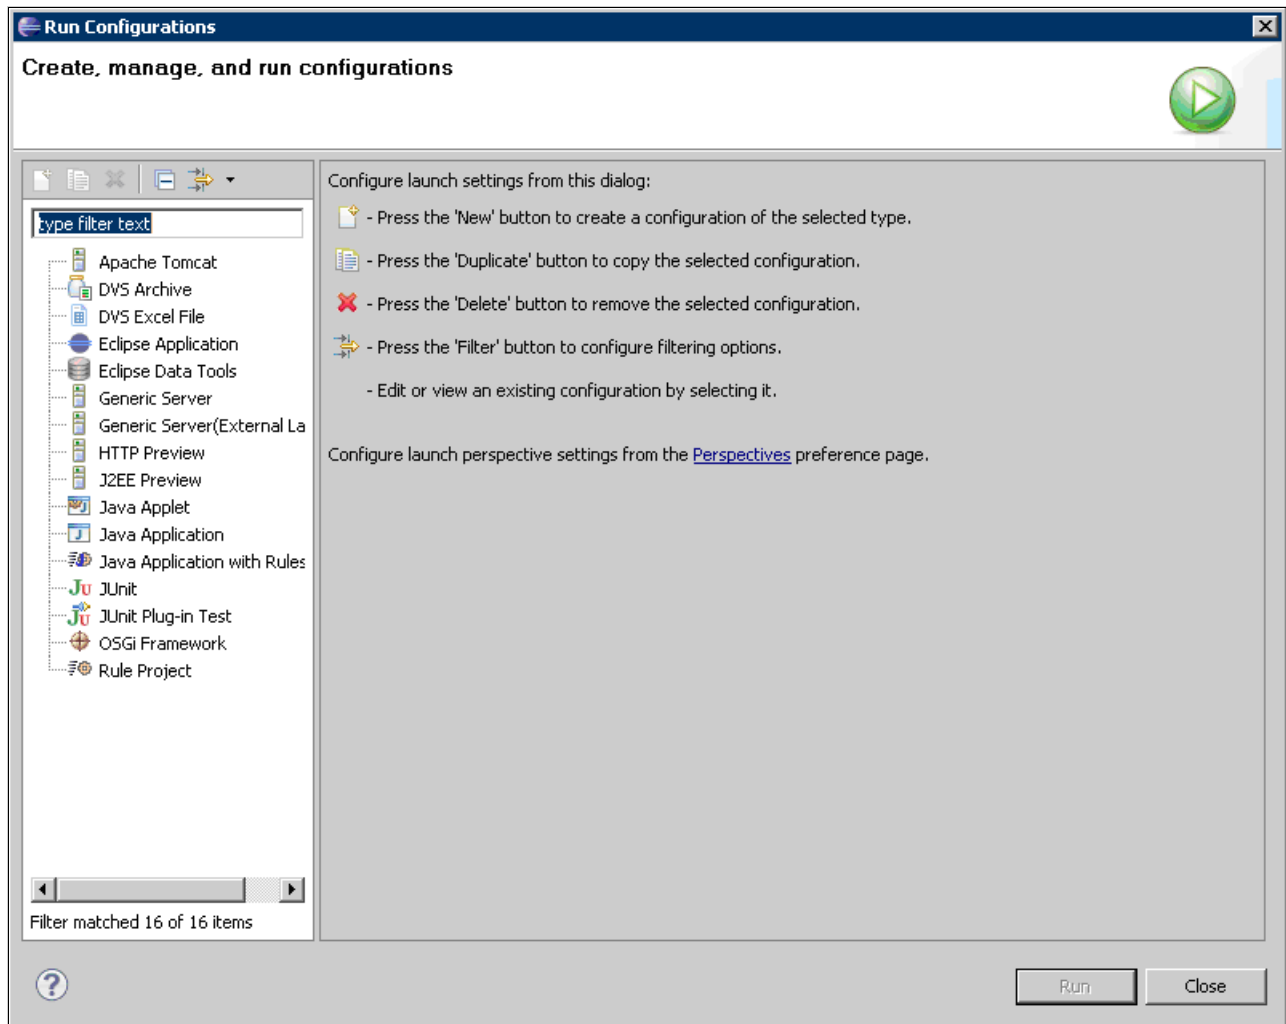 Run Configurations
Create, manage, and run configurations
type filter text
Apache Tomcat
DVS Archive
DVS Excel File
Eclipse Application
Eclipse Data Tools
Generic Server
Generic Server(External La
HTTP Preview
J2EE Preview
Java Applet
Java Application
Java Application with Rules
JUnit
JUnit Plug-in Test
OSGi Framework
Rule Project
Filter matched 16 of 16 items
Configure launch settings from this dialog:
- Press the 'New' button to create a configuration of the selected type.
- Press the 'Duplicate' button to copy the selected configuration.
- Press the 'Delete' button to remove the selected configuration.
- Press the 'Filter' button to configure filtering options.
- Edit or view an existing configuration by selecting it.
Configure launch perspective settings from the Perspectives preference page.
Run
Close